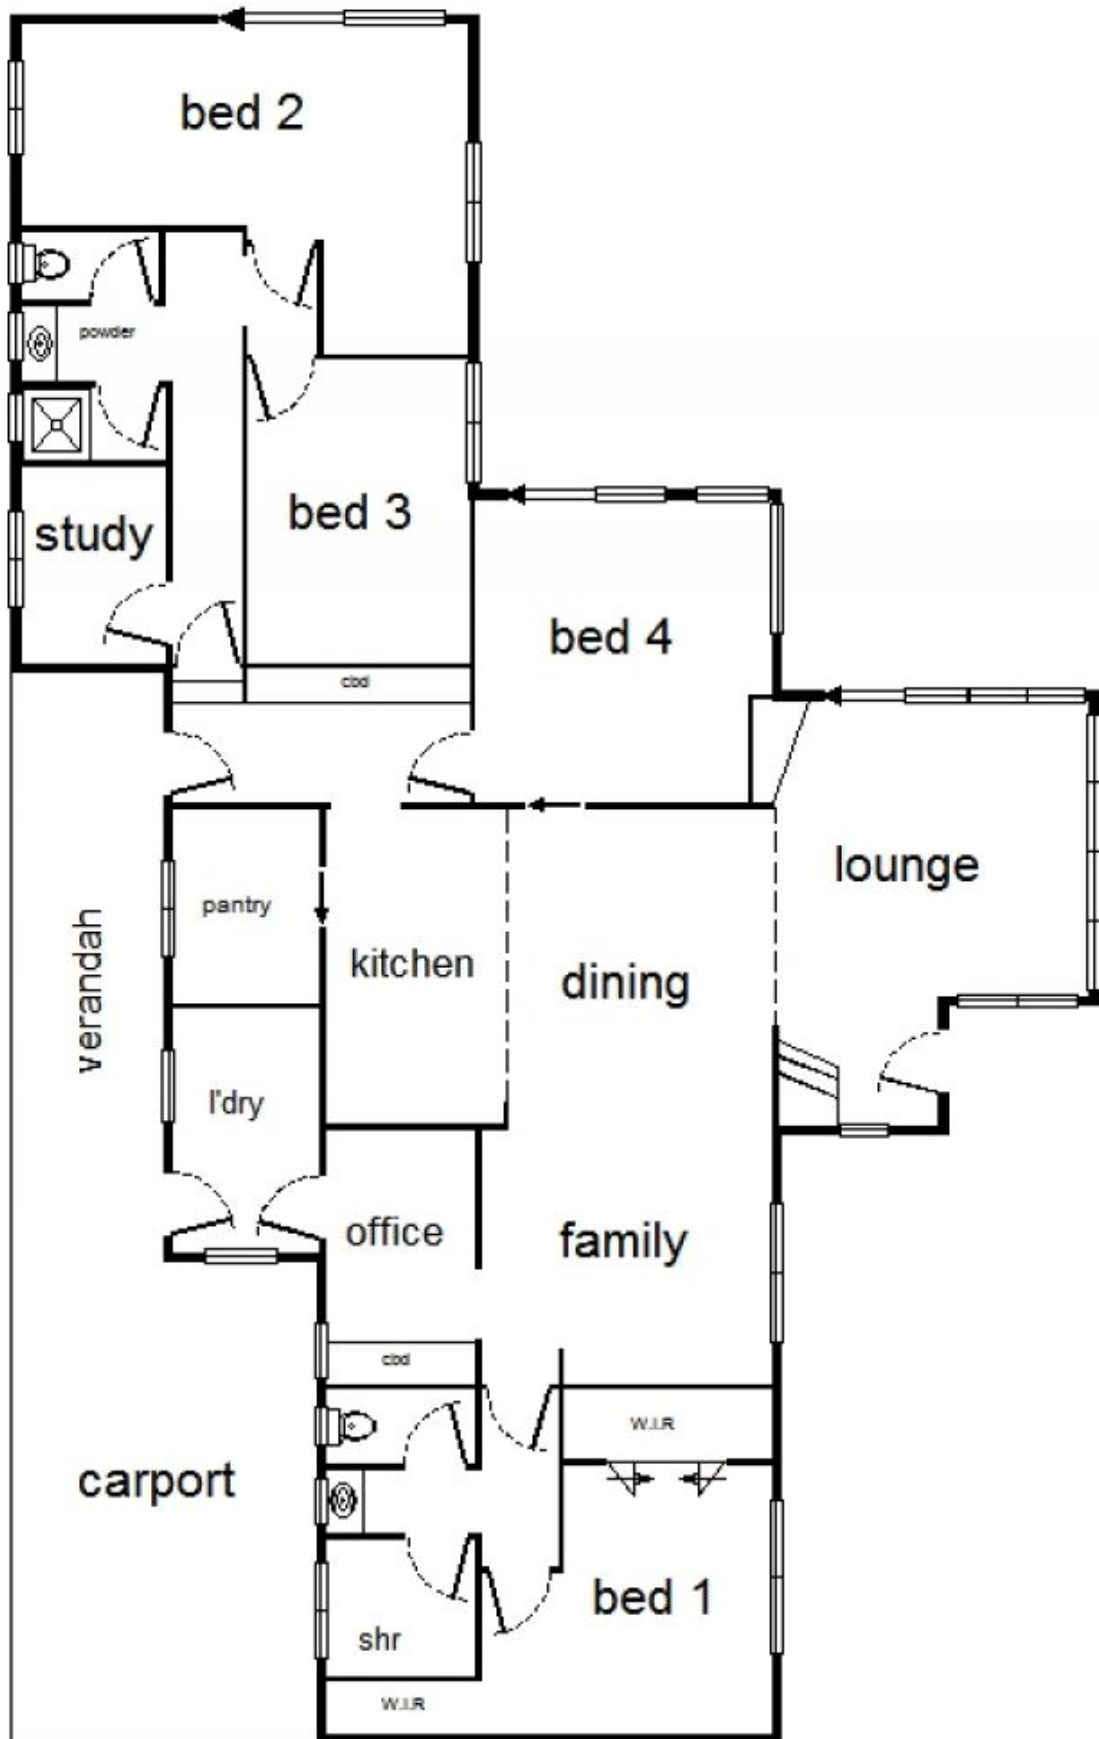 bed 2
powder
study
bed 3
bed 4
cbd
lounge
pantry
verandah
kitchen
dining
l'dry
office
family
cbd
W.I.R
carport
bed 1
shr
W.I.R